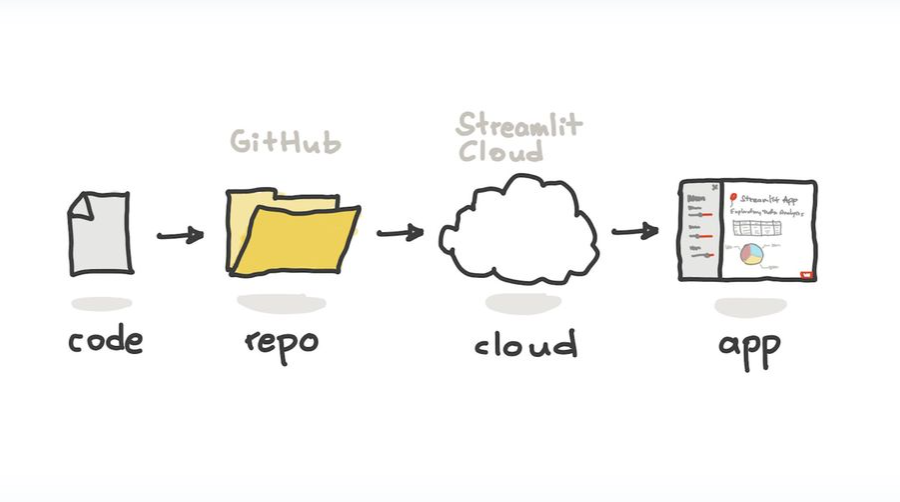 GitHub
Streamlit
Cloud
Streamlit App
Exploratory Data Analysis
code
repo
cloud
app